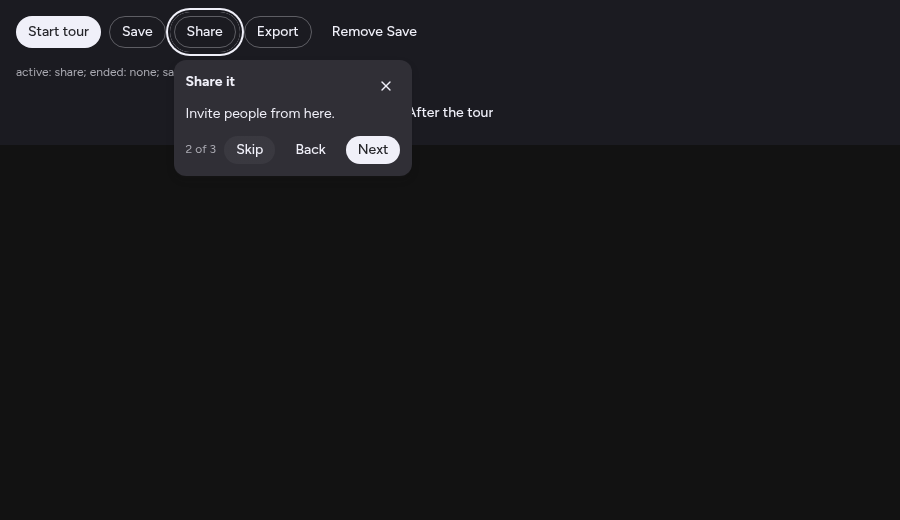 Start tour Save Share Export Remove Save
active: share; ended: none;
Share it
Invite people from here.
After the tour
2 of 3 Skip Back Next